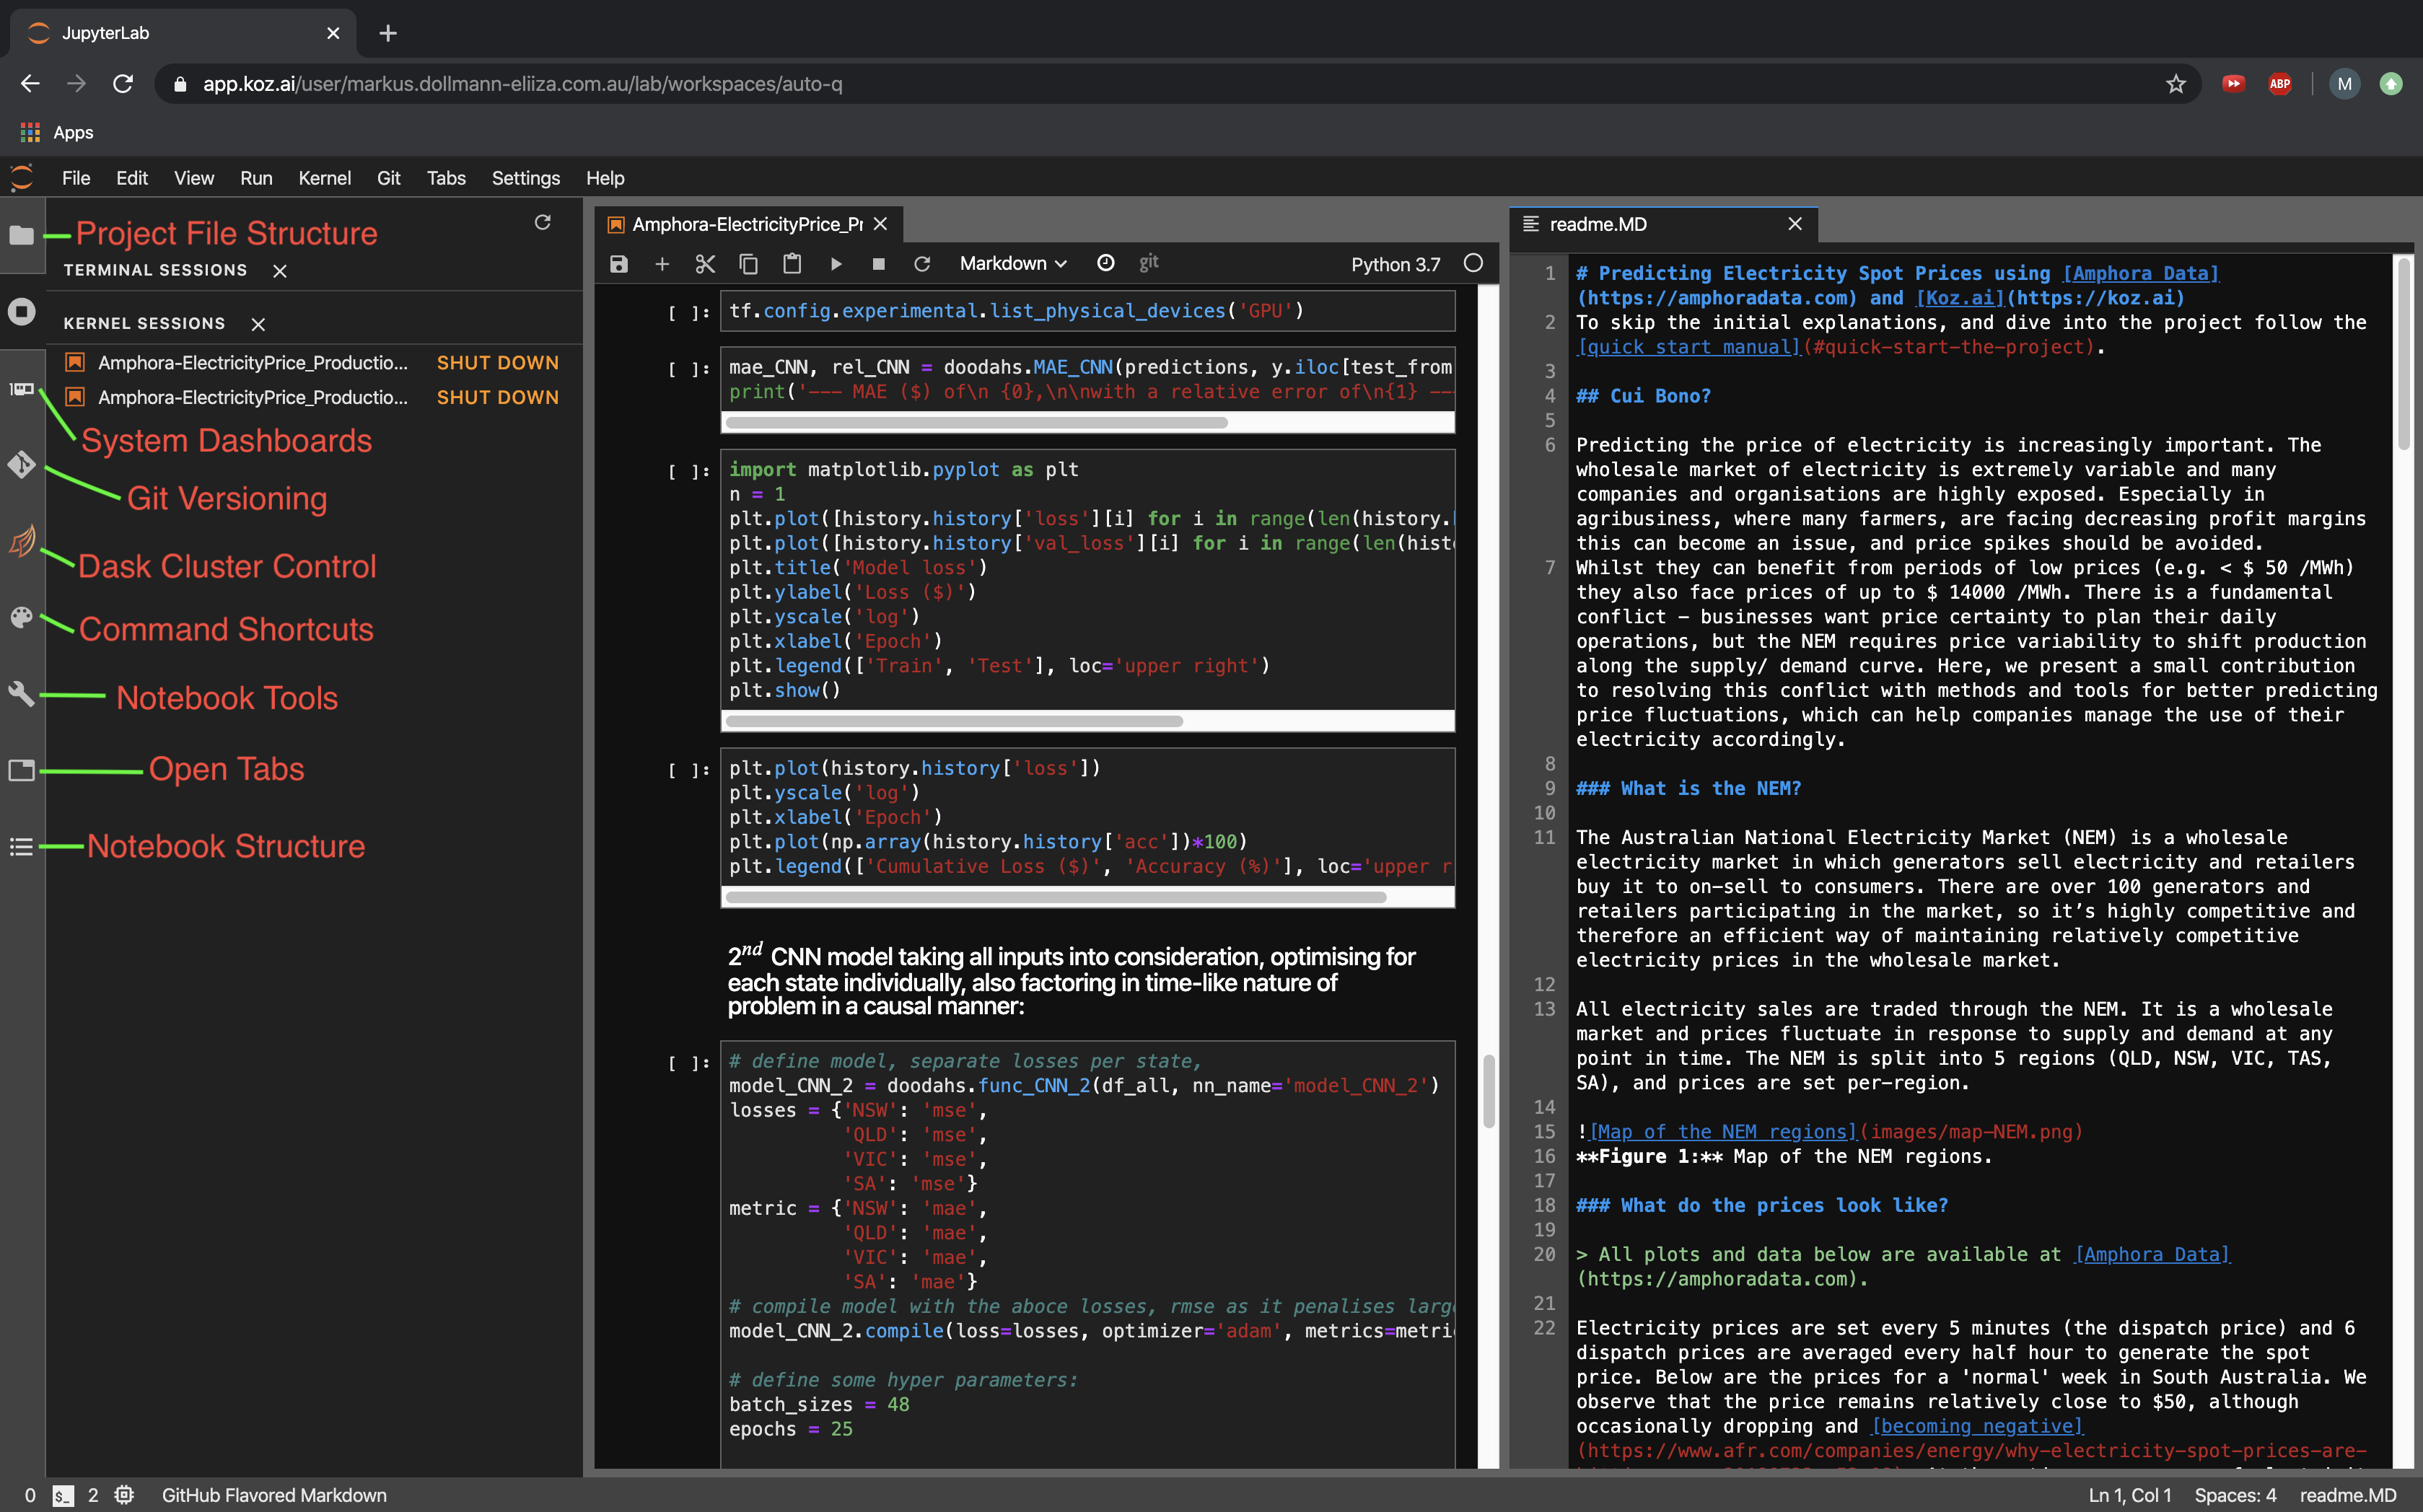 JupyterLab
app.koz.ai/user/markus.dollmann-eliiza.com.au/lab/workspaces/auto-q
ABP
M
Apps
File Edit View Run Kernel Git Tabs Settings Help
Project File Structure
TERMINAL SESSIONS
KERNEL SESSIONS
Amphora-ElectricityPrice_Productio... SHUT DOWN
Amphora-ElectricityPrice_Productio... SHUT DOWN
System Dashboards
Git Versioning
Dask Cluster Control
Command Shortcuts
Notebook Tools
Open Tabs
Notebook Structure
Amphora-ElectricityPrice_Pr
Markdown git Python 3.7
[ ]: tf.config.experimental.list_physical_devices('GPU')
[ ]: mae_CNN, rel_CNN = doodahs.MAE_CNN(predictions, y.iloc[test_from
print('--- MAE ($) of\n {0},\n\nwith a relative error of\n{1} --
[ ]: import matplotlib.pyplot as plt
n = 1
plt.plot([history.history['loss'][i] for i in range(len(history.
plt.plot([history.history['val_loss'][i] for i in range(len(hist
plt.title('Model loss')
plt.ylabel('Loss ($)')
plt.yscale('log')
plt.xlabel('Epoch')
plt.legend(['Train', 'Test'], loc='upper right')
plt.show()
[ ]: plt.plot(history.history['loss'])
plt.yscale('log')
plt.xlabel('Epoch')
plt.plot(np.array(history.history['acc'])*100)
plt.legend(['Cumulative Loss ($)', 'Accuracy (%)'], loc='upper r
2nd CNN model taking all inputs into consideration, optimising for
each state individually, also factoring in time-like nature of
problem in a causal manner:
[ ]: # define model, separate losses per state,
model_CNN_2 = doodahs.func_CNN_2(df_all, nn_name='model_CNN_2')
losses = {'NSW': 'mse',
'QLD': 'mse',
'VIC': 'mse',
'SA': 'mse'}
metric = {'NSW': 'mae',
'QLD': 'mae',
'VIC': 'mae',
'SA': 'mae'}
# compile model with the aboce losses, rmse as it penalises larg
model_CNN_2.compile(loss=losses, optimizer='adam', metrics=metri
# define some hyper parameters:
batch_sizes = 48
epochs = 25
readme.MD
1 # Predicting Electricity Spot Prices using [Amphora Data]
(https://amphoradata.com) and [Koz.ai](https://koz.ai)
2 To skip the initial explanations, and dive into the project follow the
[quick start manual](#quick-start-the-project).
3
4 ## Cui Bono?
5
6 Predicting the price of electricity is increasingly important. The
wholesale market of electricity is extremely variable and many
companies and organisations are highly exposed. Especially in
agribusiness, where many farmers, are facing decreasing profit margins
this can become an issue, and price spikes should be avoided.
7 Whilst they can benefit from periods of low prices (e.g. < $ 50 /MWh)
they also face prices of up to $ 14000 /MWh. There is a fundamental
conflict – businesses want price certainty to plan their daily
operations, but the NEM requires price variability to shift production
along the supply/ demand curve. Here, we present a small contribution
to resolving this conflict with methods and tools for better predicting
price fluctuations, which can help companies manage the use of their
electricity accordingly.
8
9 ### What is the NEM?
10
11 The Australian National Electricity Market (NEM) is a wholesale
electricity market in which generators sell electricity and retailers
buy it to on-sell to consumers. There are over 100 generators and
retailers participating in the market, so it’s highly competitive and
therefore an efficient way of maintaining relatively competitive
electricity prices in the wholesale market.
12
13 All electricity sales are traded through the NEM. It is a wholesale
market and prices fluctuate in response to supply and demand at any
point in time. The NEM is split into 5 regions (QLD, NSW, VIC, TAS,
SA), and prices are set per-region.
14
15 ![Map of the NEM regions](images/map-NEM.png)
16 **Figure 1:** Map of the NEM regions.
17
18 ### What do the prices look like?
19
20 > All plots and data below are available at [Amphora Data]
(https://amphoradata.com).
21
22 Electricity prices are set every 5 minutes (the dispatch price) and 6
dispatch prices are averaged every half hour to generate the spot
price. Below are the prices for a 'normal' week in South Australia. We
observe that the price remains relatively close to $50, although
occasionally dropping and [becoming negative]
(https://www.afr.com/companies/energy/why-electricity-spot-prices-are-
0 $_ 2 GitHub Flavored Markdown
Ln 1, Col 1 Spaces: 4 readme.MD